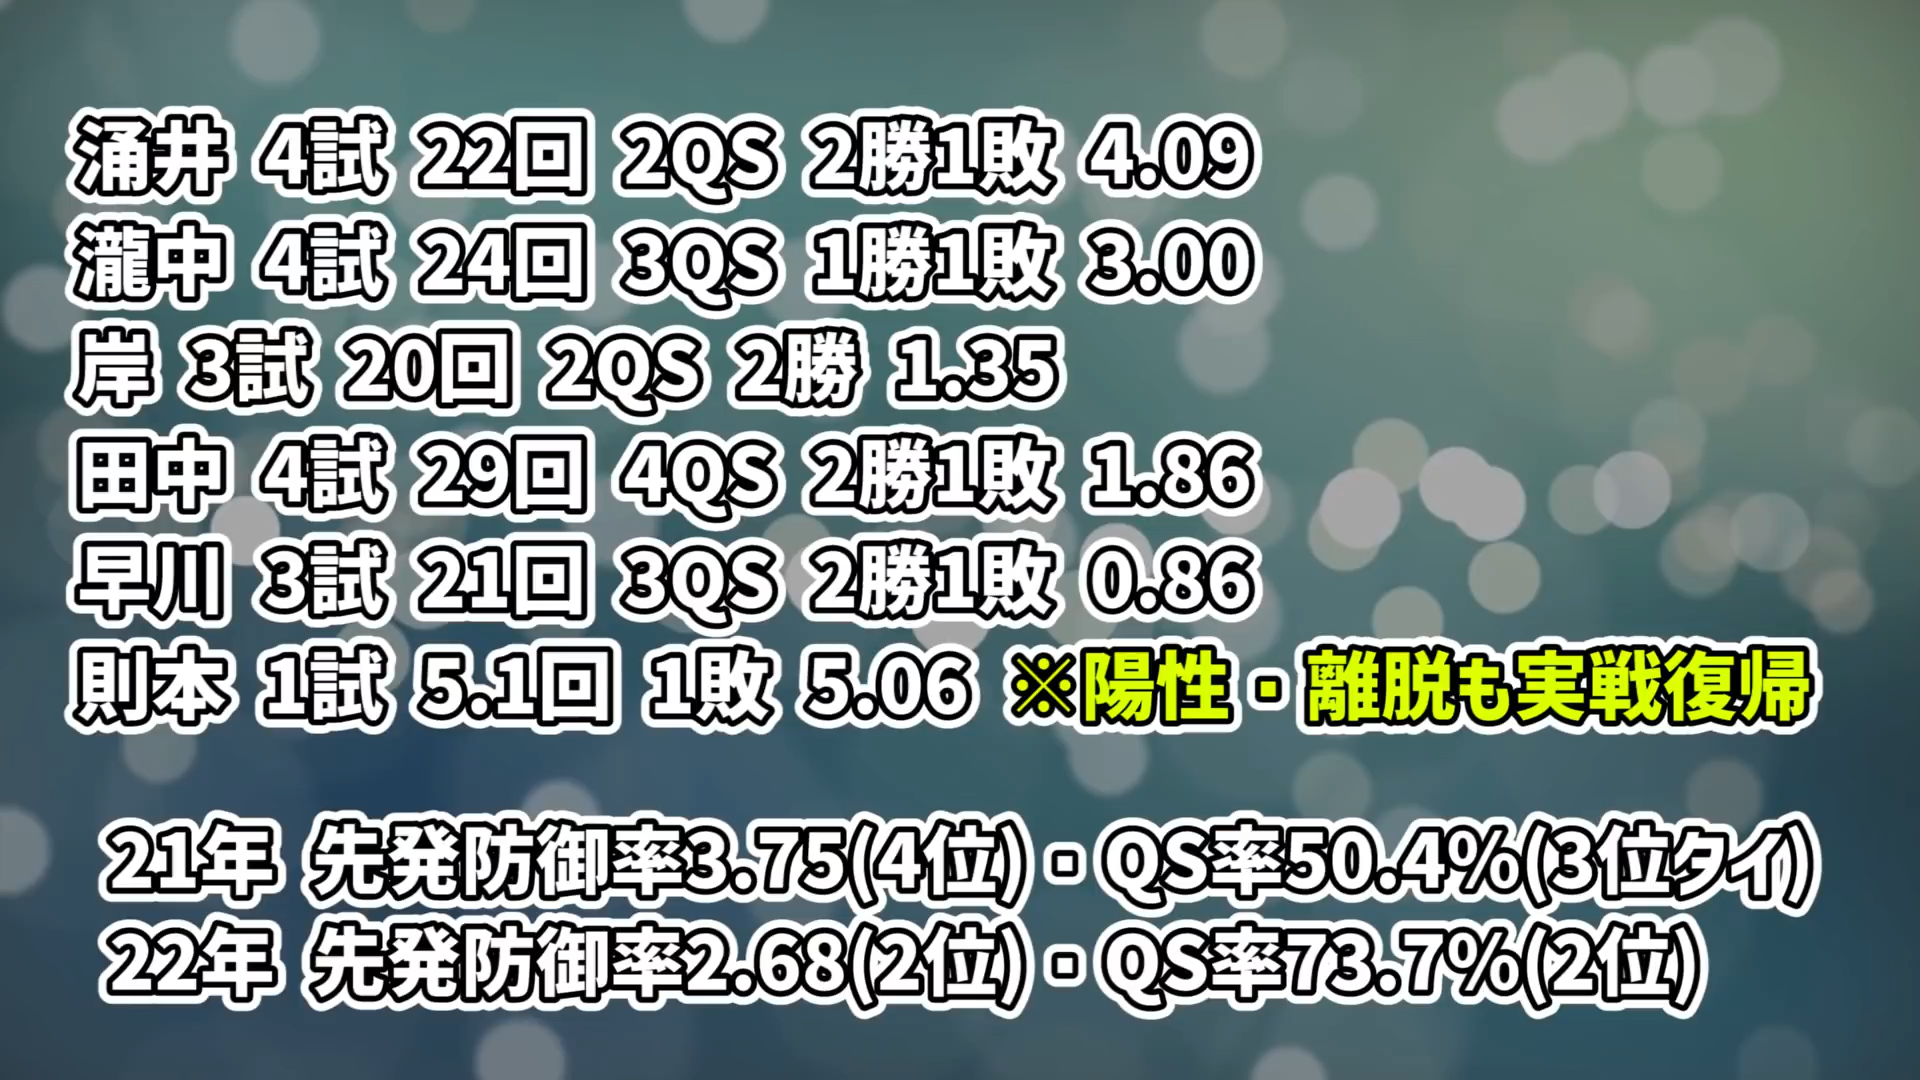 涌井 4試 22回 2QS 2勝1敗 4.09
瀧中 4試 24回 3QS 1勝1敗 3.00
岸 3試 20回 2QS 2勝 1.35
田中 4試 29回 4QS 2勝1敗 1.86
早川 3試 21回 3QS 2勝1敗 0.86
則本 1試 5.1回 1敗 5.06 ※陽性・離脱も実戦復帰
21年 先発防御率3.75(4位)・QS率50.4%(3位タイ)
22年 先発防御率2.68(2位)・QS率73.7%(2位)